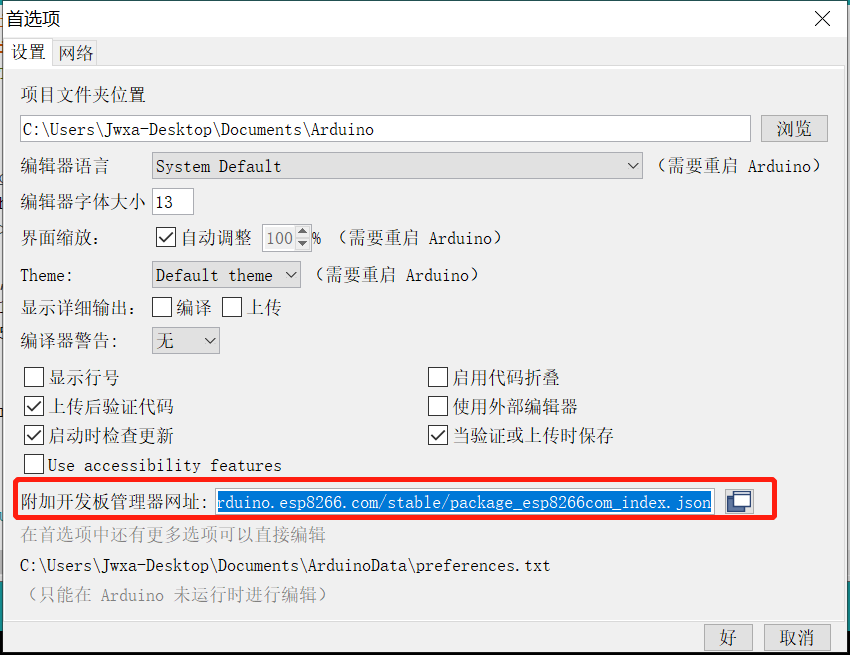 首选项
设置 网络
项目文件夹位置
C:\Users\Jwxa-Desktop\Documents\Arduino 浏览
编辑器语言 System Default （需要重启 Arduino）
编辑器字体大小 13
界面缩放： 自动调整 100 % （需要重启 Arduino）
Theme: Default theme （需要重启 Arduino）
显示详细输出： 编译 上传
编译器警告: 无
显示行号 启用代码折叠
上传后验证代码 使用外部编辑器
启动时检查更新 当验证或上传时保存
Use accessibility features
附加开发板管理器网址: rduino.esp8266.com/stable/package_esp8266com_index.json
在首选项中还有更多选项可以直接编辑
C:\Users\Jwxa-Desktop\Documents\ArduinoData\preferences.txt
（只能在 Arduino 未运行时进行编辑）
好 取消